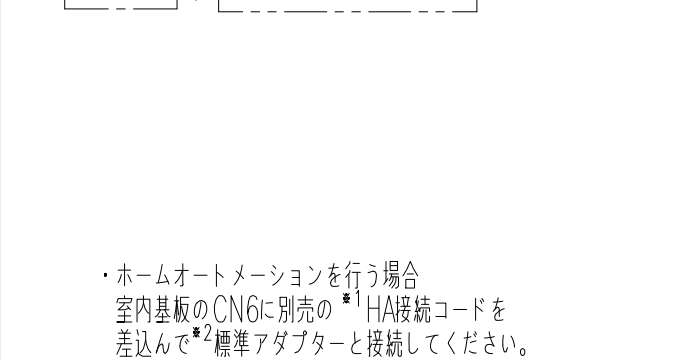 ・ホームオートメーションを行う場合
室内基板のCN6に別売の ※1 HA接続コードを
差込んで※2標準アダプターと接続してください。